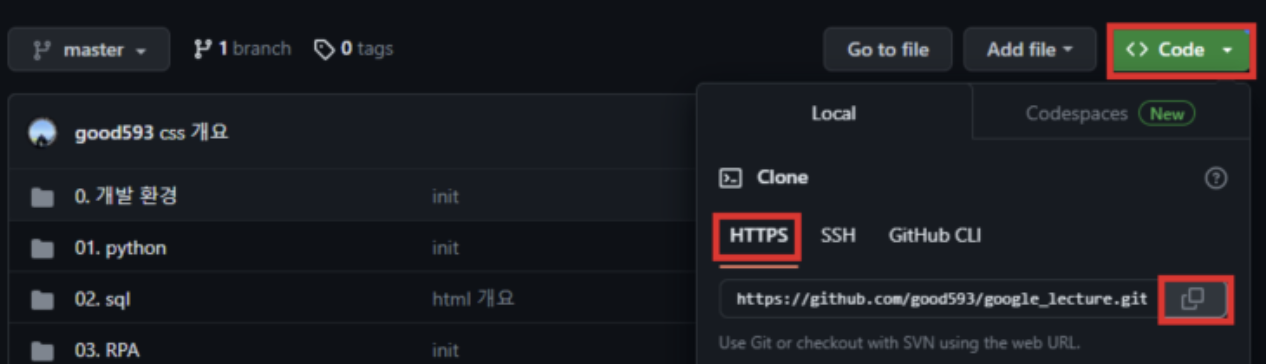 master 1 branch 0 tags Go to file Add file Code
Local Codespaces New
good593 css 개요
Clone
0. 개발 환경 init
HTTPS SSH GitHub CLI
01. python init
https://github.com/good593/google_lecture.git
02. sql html 개요
Use Git or checkout with SVN using the web URL.
03. RPA init